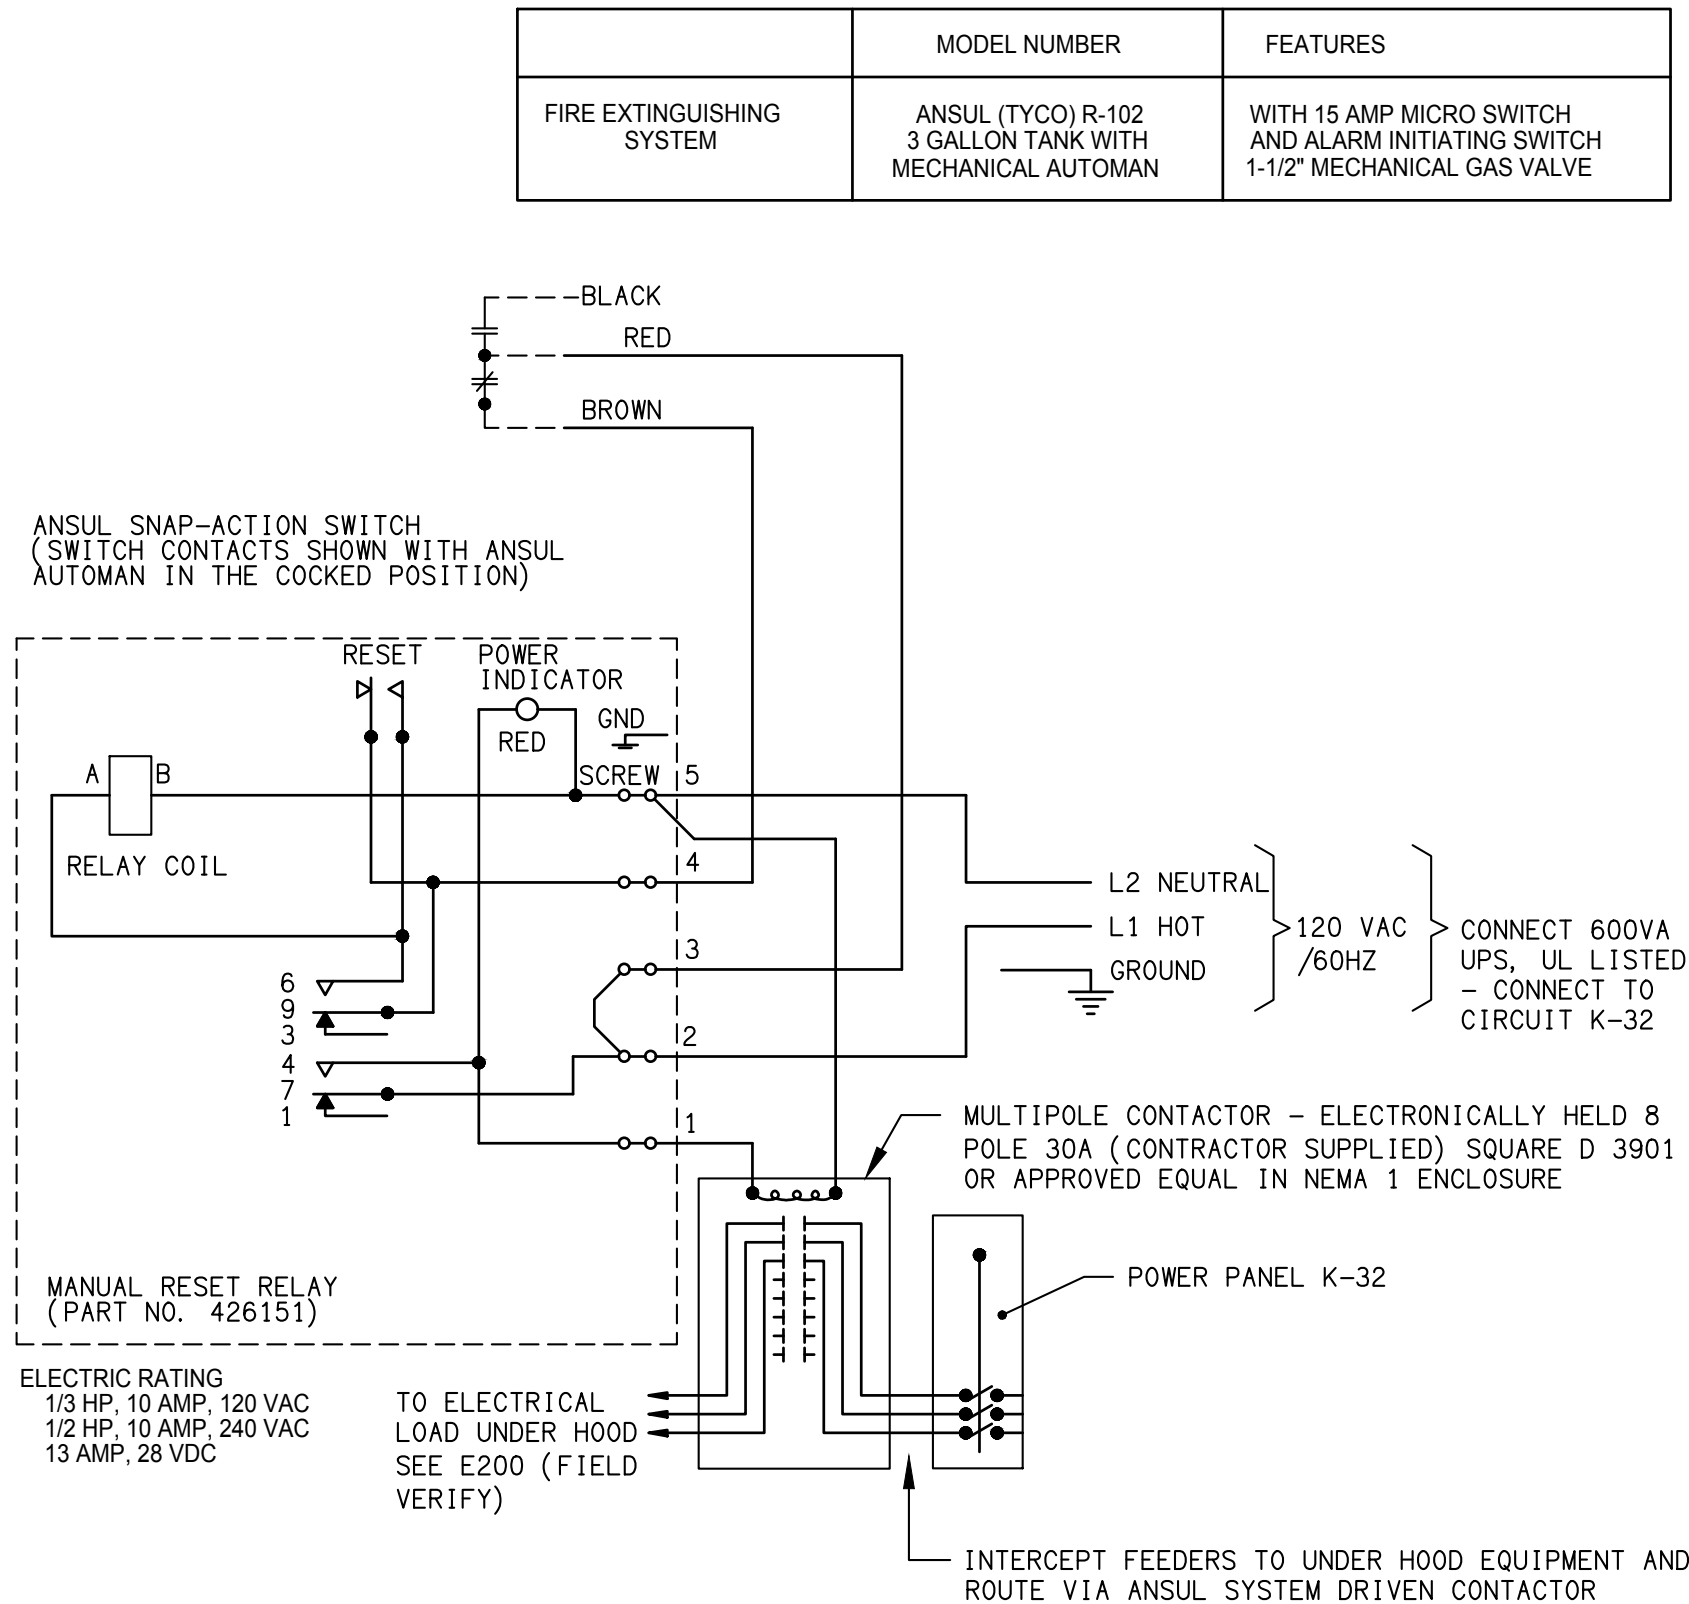 MODEL NUMBER
FEATURES
FIRE EXTINGUISHING
SYSTEM
ANSUL (TYCO) R-102
3 GALLON TANK WITH
MECHANICAL AUTOMAN
WITH 15 AMP MICRO SWITCH
AND ALARM INITIATING SWITCH
1-1/2" MECHANICAL GAS VALVE
BLACK
RED
BROWN
ANSUL SNAP-ACTION SWITCH
(SWITCH CONTACTS SHOWN WITH ANSUL
AUTOMAN IN THE COCKED POSITION)
RESET
POWER
INDICATOR
GND
RED
SCREW
5
A
B
RELAY COIL
4
3
2
1
6
9
3
4
7
1
L2 NEUTRAL
L1 HOT
GROUND
120 VAC
/60HZ
CONNECT 600VA
UPS, UL LISTED
- CONNECT TO
CIRCUIT K-32
MULTIPOLE CONTACTOR - ELECTRONICALLY HELD 8
POLE 30A (CONTRACTOR SUPPLIED) SQUARE D 3901
OR APPROVED EQUAL IN NEMA 1 ENCLOSURE
POWER PANEL K-32
MANUAL RESET RELAY
(PART NO. 426151)
ELECTRIC RATING
1/3 HP, 10 AMP, 120 VAC
1/2 HP, 10 AMP, 240 VAC
13 AMP, 28 VDC
TO ELECTRICAL
LOAD UNDER HOOD
SEE E200 (FIELD
VERIFY)
INTERCEPT FEEDERS TO UNDER HOOD EQUIPMENT AND
ROUTE VIA ANSUL SYSTEM DRIVEN CONTACTOR